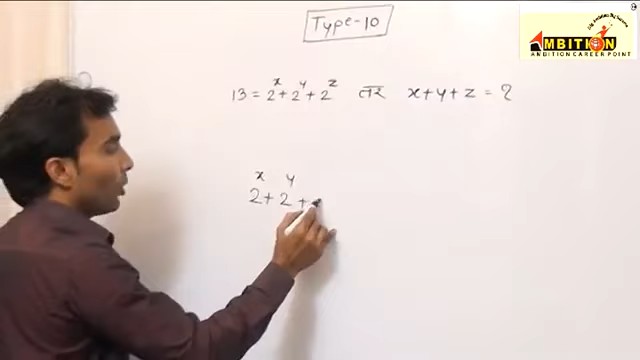 Type-10
AMBITION
AMBITION CAREER POINT
13 = 2^x + 2^y + 2^z तर x+y+z = ?
x y
2 + 2 +